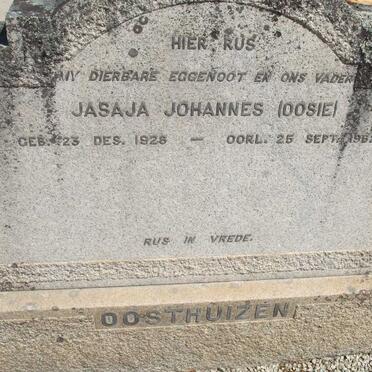 HIER RUS
MY DIERBARE EGGENOOT EN ONS VADER
JASAJA JOHANNES (OOSIE)
GEB. 23 DES. 1928 — OORL. 25 SEPT.
RUS IN VREDE.
OOSTHUIZEN